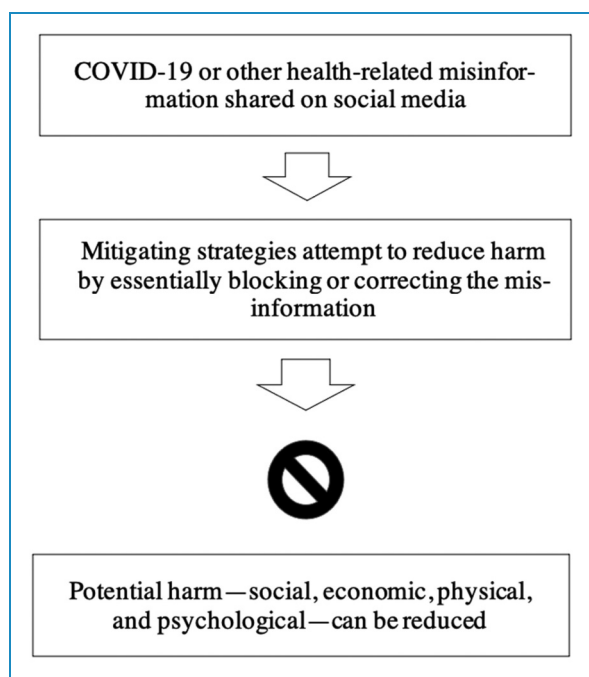 COVID-19 or other health-related misinfor-
mation shared on social media
Mitigating strategies attempt to reduce harm
by essentially blocking or correcting the mis-
information
Potential harm—social, economic, physical,
and psychological—can be reduced